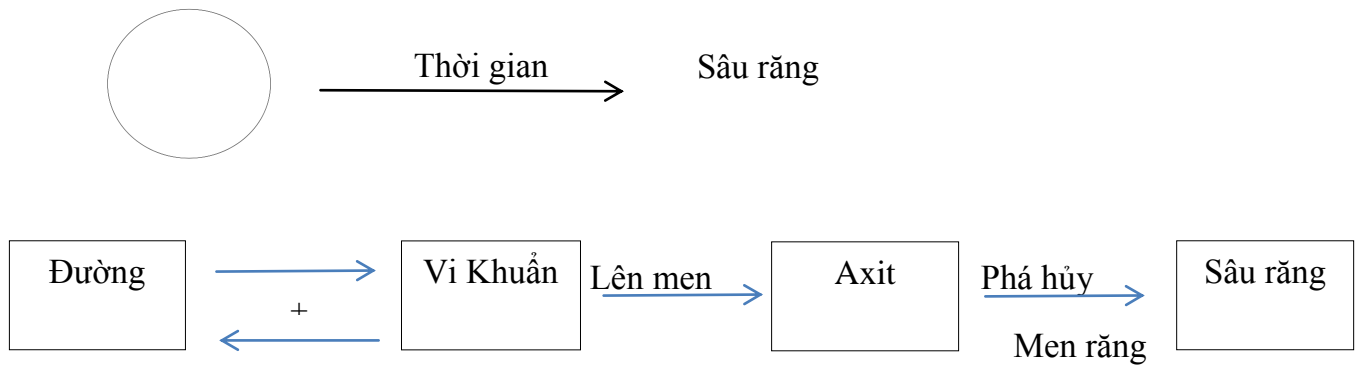 Thời gian
Sâu răng
Đường
+
Vi Khuẩn
Lên men
Axit
Phá hủy
Men răng
Sâu răng